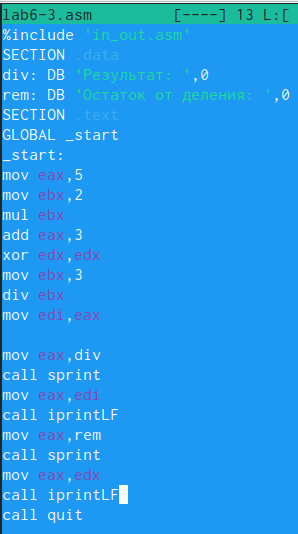 lab6-3.asm [----] 13 L:[
%include 'in_out.asm'
SECTION .data
div: DB 'Результат: ',0
rem: DB 'Остаток от деления: ',0
SECTION .text
GLOBAL _start
_start:
mov eax,5
mov ebx,2
mul ebx
add eax,3
xor edx,edx
mov ebx,3
div ebx
mov edi,eax

mov eax,div
call sprint
mov eax,edi
call iprintLF
mov eax,rem
call sprint
mov eax,edx
call iprintLF
call quit